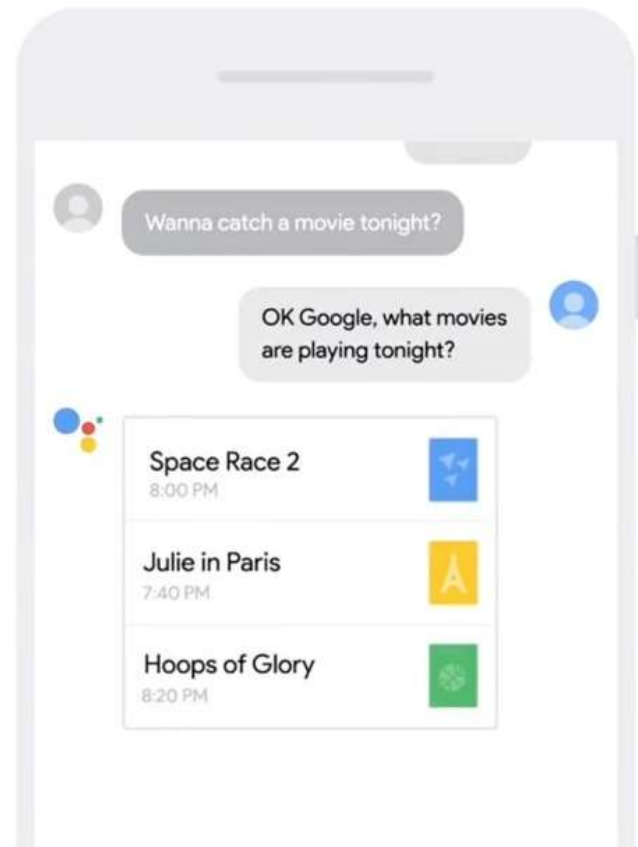 Wanna catch a movie tonight?
OK Google, what movies
are playing tonight?
Space Race 2
8:00 PM
Julie in Paris
7:40 PM
Hoops of Glory
8:20 PM